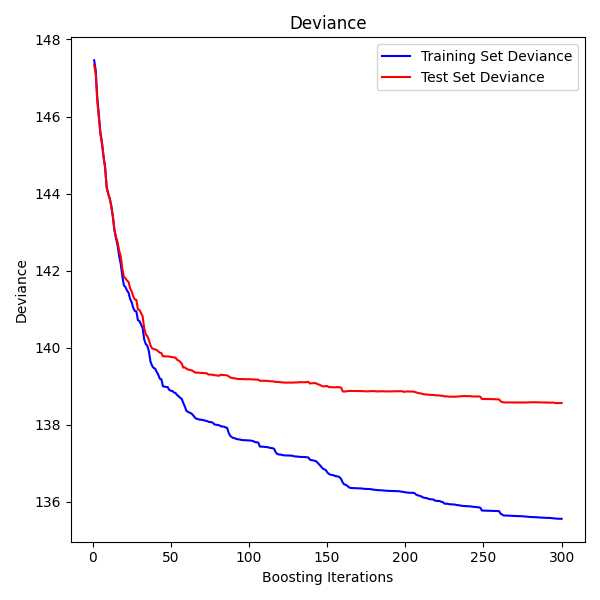 Deviance
148
146
144
142
140
138
136
Deviance
Training Set Deviance
Test Set Deviance
0 50 100 150 200 250 300
Boosting Iterations